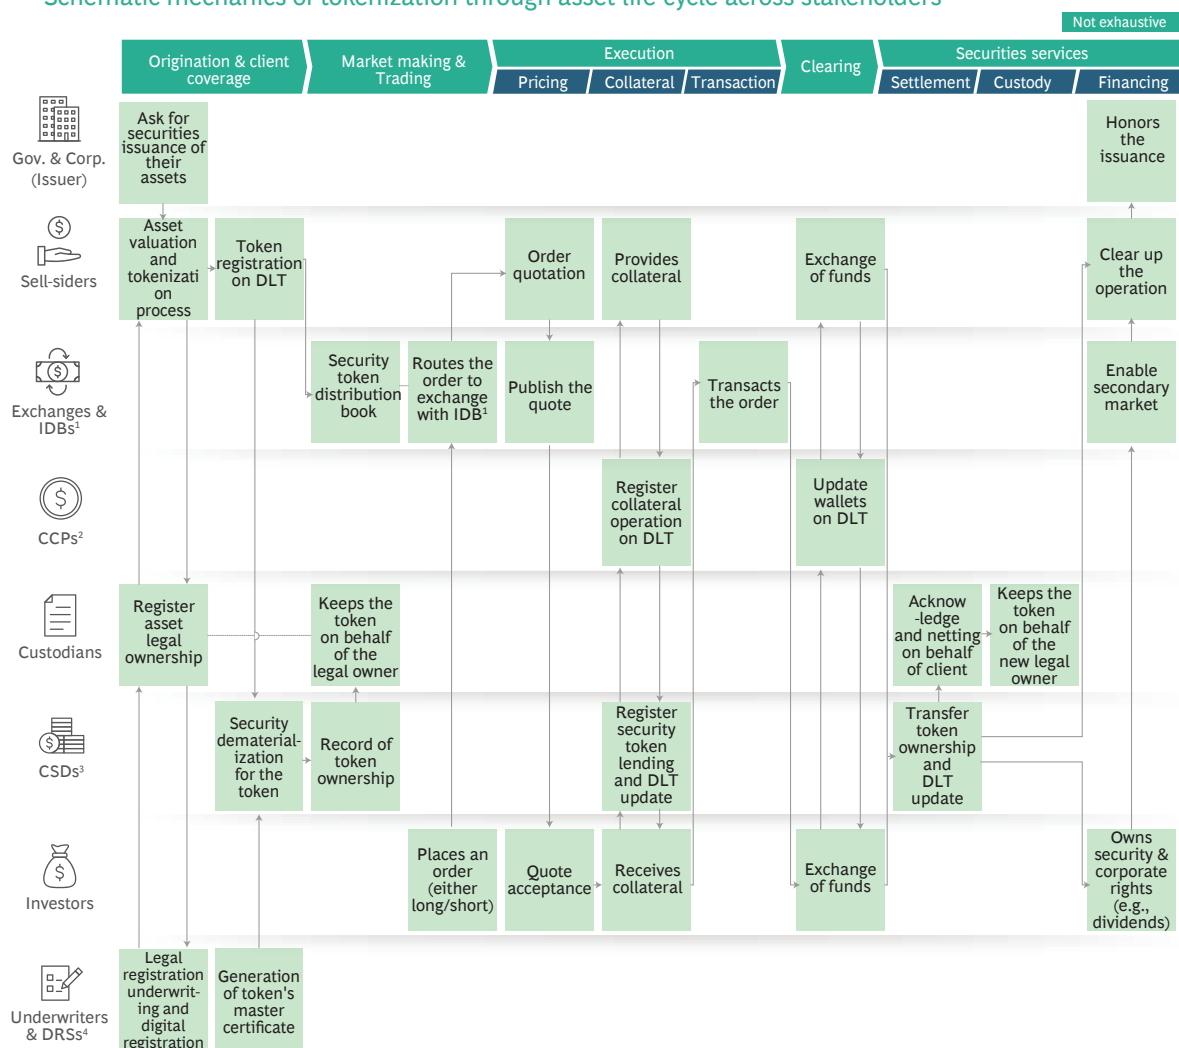 Schematic mechanics of tokenization through asset life cycle across stakeholders
Not exhaustive
Origination & client
coverage
Market making &
Trading
Execution
Pricing
Collateral
Transaction
Clearing
Securities services
Settlement
Custody
Financing
Gov. & Corp.
(Issuer)
Ask for
securities
issuance of
their
assets
Honors
the
issuance
Sell-siders
Asset
valuation
and
tokenizati
on
process
Token
registration
on DLT
Order
quotation
Provides
collateral
Exchange
of funds
Clear up
the
operation
Exchanges &
IDBs¹
Security
token
distribution
book
Routes the
order to
exchange
with IDB¹
Publish the
quote
Transacts
the order
Enable
secondary
market
CCPs²
Register
collateral
operation
on DLT
Update
wallets
on DLT
Custodians
Register
asset
legal
ownership
Keeps the
token
on behalf
of the
legal owner
Acknow
-ledge
and netting
on behalf
of client
Keeps the
token
on behalf
of the
new legal
owner
CSDs³
Security
dematerial-
ization
for the
token
Record of
token
ownership
Register
security
token
lending
and DLT
update
Transfer
token
ownership
and
DLT
update
Investors
Places an
order
(either
long/short)
Quote
acceptance
Receives
collateral
Exchange
of funds
Owns
security &
corporate
rights
(e.g.,
dividends)
Underwriters
& DRSs⁴
Legal
registration
underwrit-
ing and
digital
registration
Generation
of token's
master
certificate